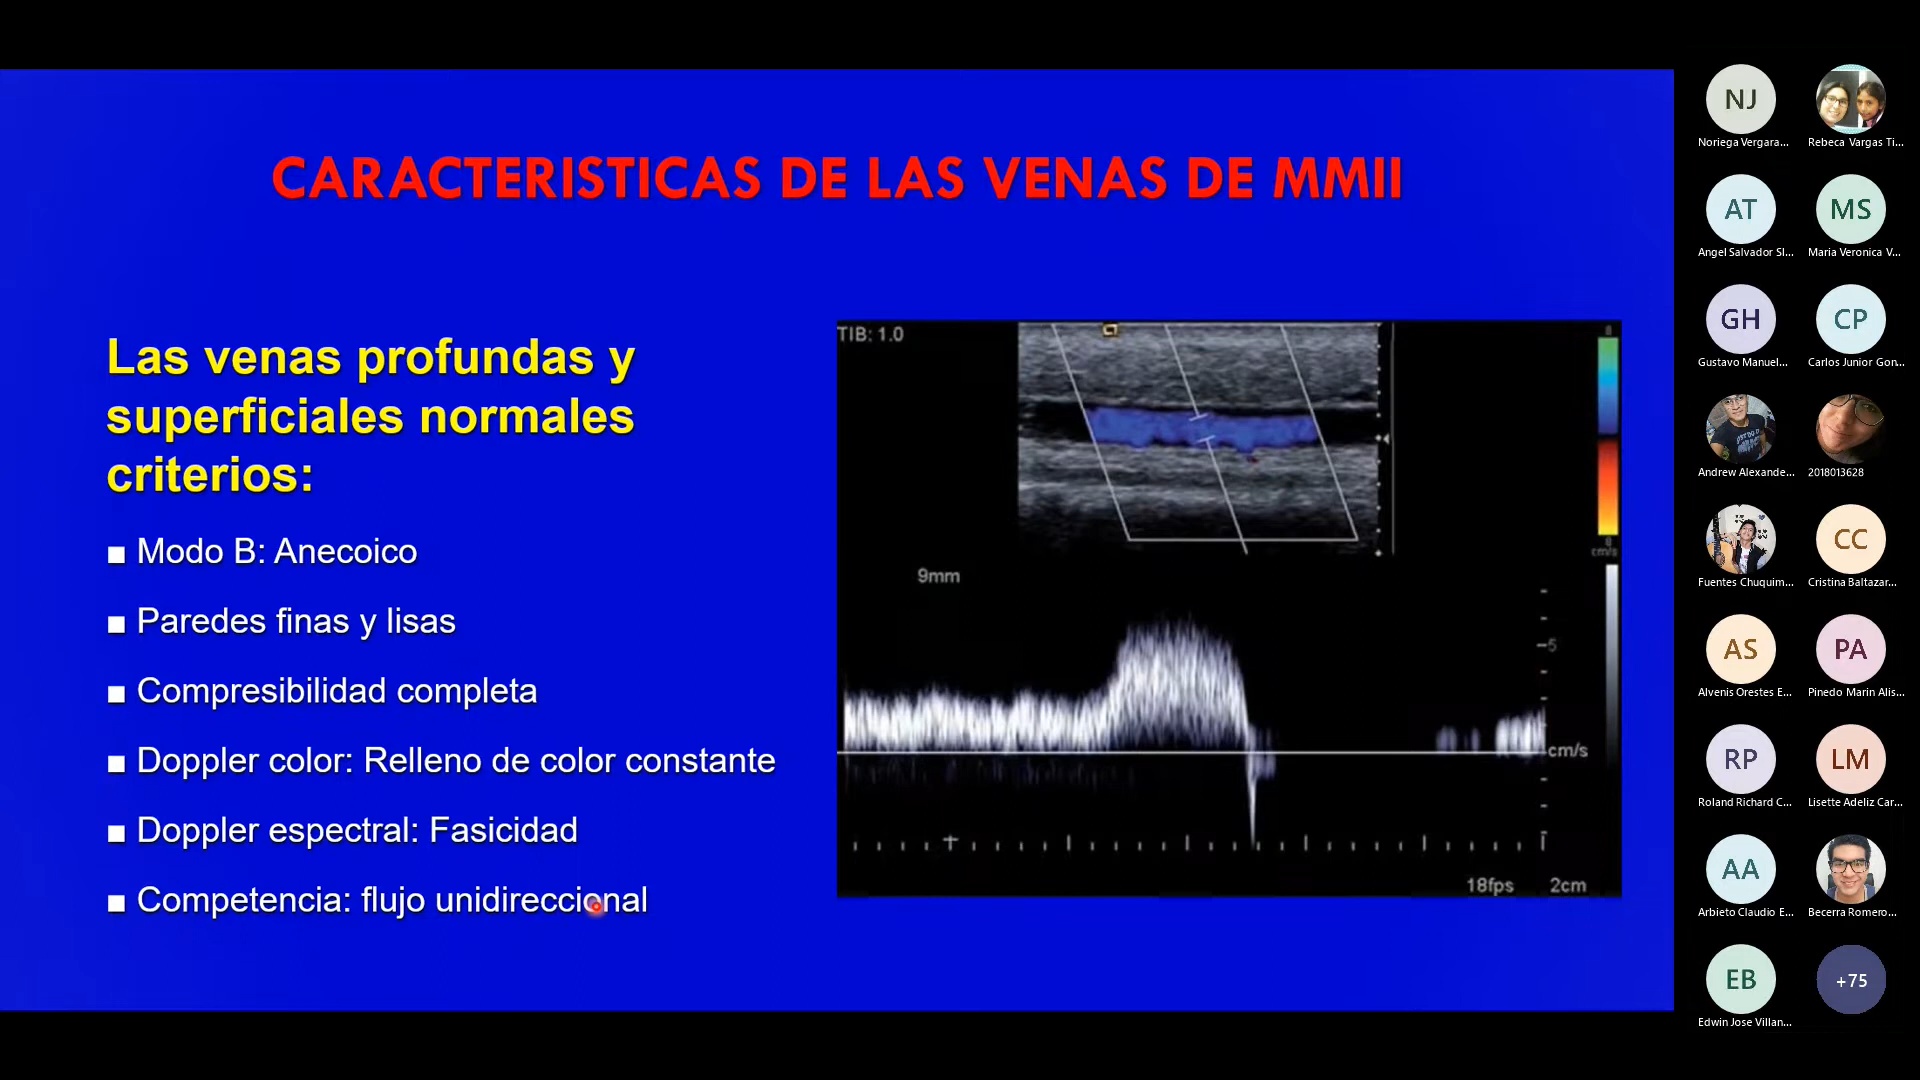 CARACTERISTICAS DE LAS VENAS DE MMII
Las venas profundas y
superficiales normales
criterios:
■ Modo B: Anecoico
■ Paredes finas y lisas
■ Compresibilidad completa
■ Doppler color: Relleno de color constante
■ Doppler espectral: Fasicidad
■ Competencia: flujo unidireccional
TIB: 1.0
cm/s
9mm
5
cm/s
18fps 2cm
NJ
Noriega Vergara...
Rebeca Vargas Ti...
AT
Angel Salvador Sl...
MS
Maria Veronica V...
GH
Gustavo Manuel...
CP
Carlos Junior Gon...
Andrew Alexande...
2018013628
Fuentes Chuquim...
CC
Cristina Baltazar...
AS
Alvenis Orestes E...
PA
Pinedo Marin Alis...
RP
Roland Richard C...
LM
Lisette Adeliz Car...
AA
Arbieto Claudio E...
Becerra Romero...
EB
Edwin Jose Villan...
+75